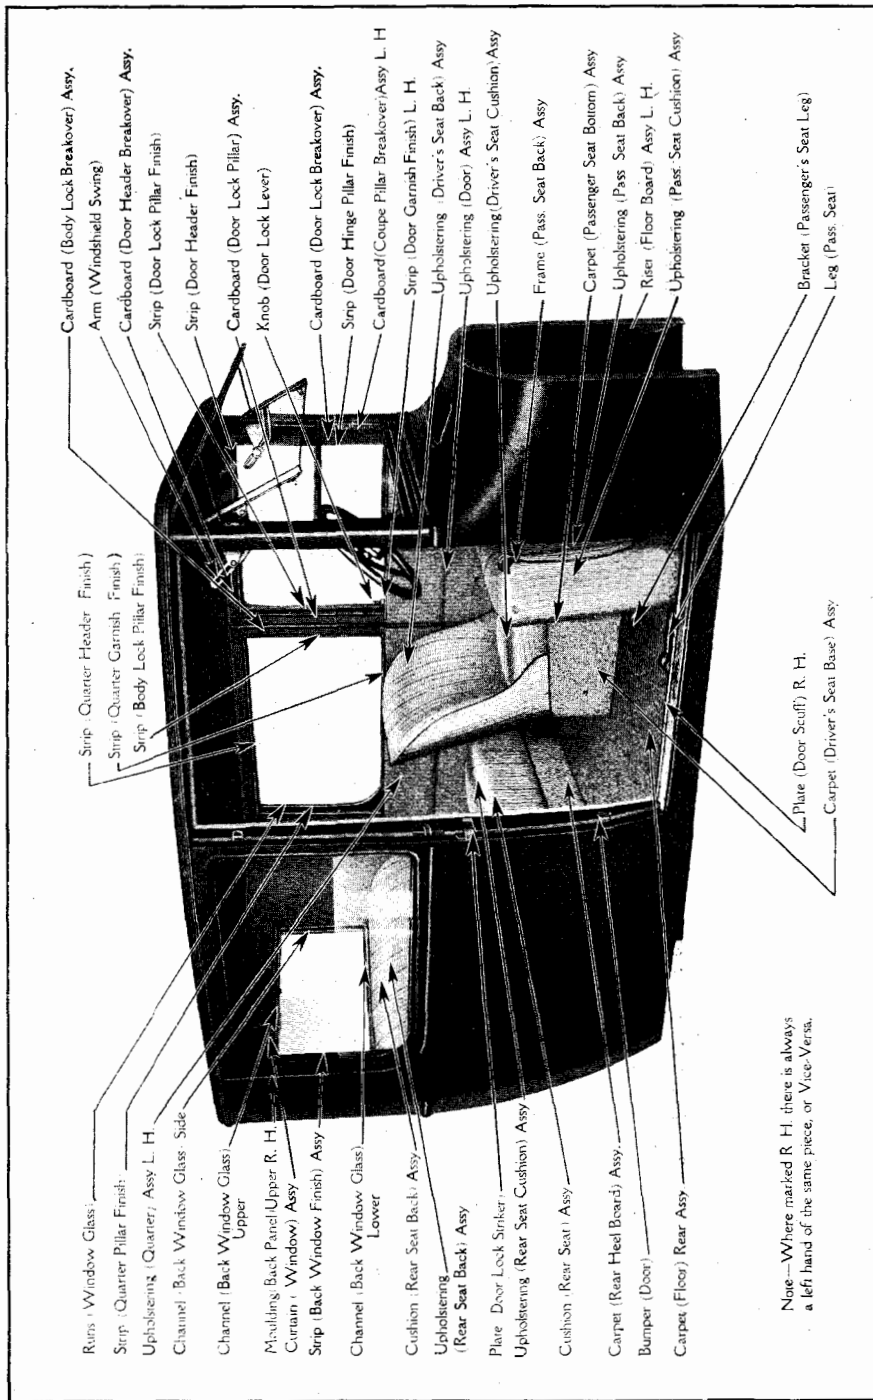 Cardboard (Body Lock Breakover) Assy.
Arm (Windshield Swing)
Cardboard (Door Header Breakover) Assy.
Strip (Door Lock Pillar Finish)
Strip (Door Header Finish)
Cardboard (Door Lock Pillar) Assy.
Knob (Door Lock Lever)
Cardboard (Door Lock Breakover) Assy.
Strip (Door Hinge Pillar Finish)
Cardboard (Coupe Pillar Breakover) Assy L. H
Strip (Door Garnish Finish) L. H.
Upholstering (Driver's Seat Back) Assy
Upholstering (Door) Assy L. H.
Upholstering (Driver's Seat Cushion) Assy
Frame (Pass. Seat Back) Assy
Carpet (Passenger Seat Bottom) Assy
Upholstering (Pass Seat Back) Assy
Riser (Floor Board) Assy L. H.
Upholstering (Pass. Seat Cushion) Assy
Bracket (Passenger's Seat Leg)
Leg (Pass. Seat)
Strip (Quarter Header Finish)
Strip (Quarter Garnish Finish)
Strip (Body Lock Pillar Finish)
Plate (Door Scuff) R. H.
Carpet (Driver's Seat Base) Assy
Runs (Window Glass)
Strip (Quarter Pillar Finish)
Upholstering (Quarter) Assy L H.
Channel (Back Window Glass) Side
Channel (Back Window Glass)
Upper
Moulding (Back Panel) Upper R. H.
Curtain (Window) Assy
Strip (Back Window Finish) Assy
Channel (Back Window Glass)
Lower
Cushion (Rear Seat Back) Assy
Upholstering
(Rear Seat Back) Assy
Plate Door Lock Striker
Upholstering (Rear Seat Cushion) Assy
Cushion (Rear Seat) Assy
Carpet (Rear Heel Board) Assy.
Bumper (Door)
Carpet (Floor) Rear Assy
Note—Where marked R H. there is always
a left hand of the same piece, or Vice-Versa.